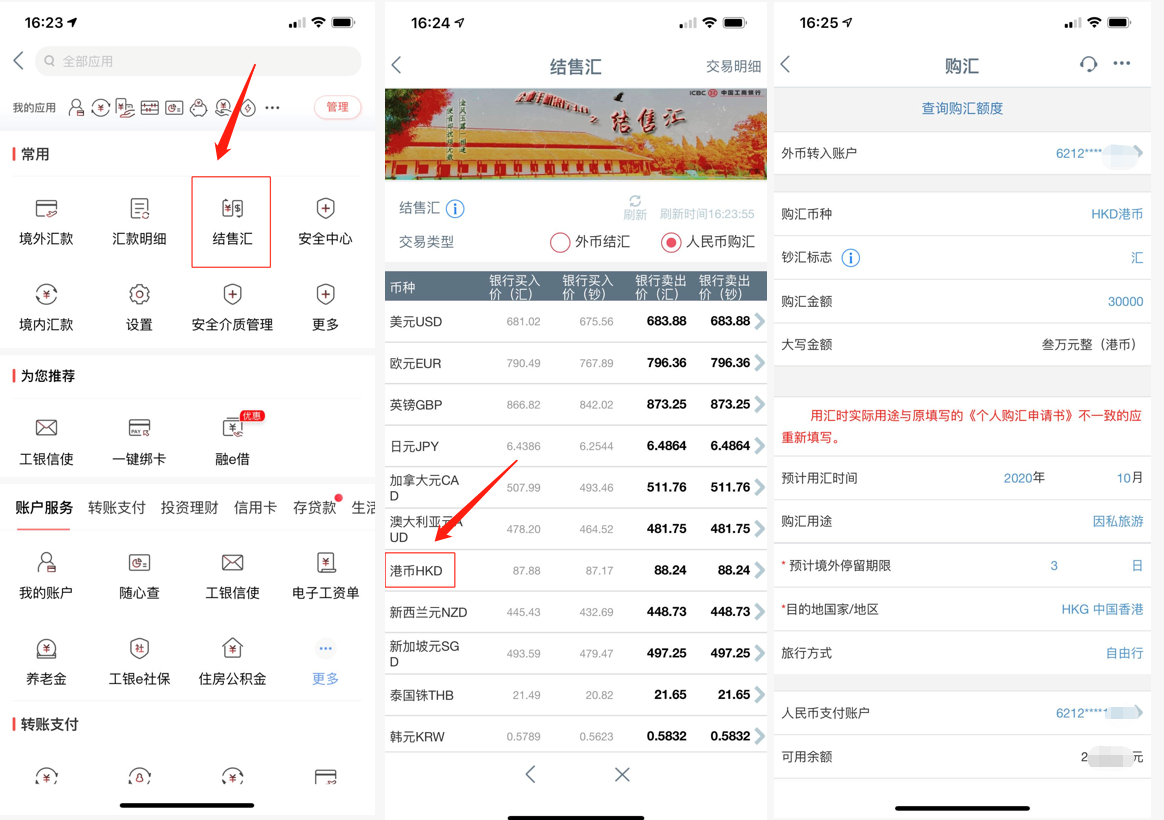 16:23
全部应用
我的应用
管理
常用
境外汇款 汇款明细 结售汇 安全中心
境内汇款 设置 安全介质管理 更多
为您推荐
优惠
工银信使 一键绑卡 融e借
账户服务 转账支付 投资理财 信用卡 存贷款 生活
我的账户 随心查 工银信使 电子工资单
养老金 工银e社保 住房公积金 更多
转账支付
16:24
结售汇 交易明细
ICBC 中国工商银行
结售汇
结售汇 刷新 刷新时间16:23:55
交易类型 外币结汇 人民币购汇
币种 银行买入价（汇） 银行买入价（钞） 银行卖出价（汇） 银行卖出价（钞）
美元USD 681.02 675.56 683.88 683.88
欧元EUR 790.49 767.89 796.36 796.36
英镑GBP 866.82 842.02 873.25 873.25
日元JPY 6.4386 6.2544 6.4864 6.4864
加拿大元CAD 507.99 493.46 511.76 511.76
澳大利亚元AUD 478.20 464.52 481.75 481.75
港币HKD 87.88 87.17 88.24 88.24
新西兰元NZD 445.43 432.69 448.73 448.73
新加坡元SGD 493.59 479.47 497.25 497.25
泰国铢THB 21.49 20.82 21.65 21.65
韩元KRW 0.5789 0.5623 0.5832 0.5832
16:25
购汇
查询购汇额度
外币转入账户 6212****
购汇币种 HKD港币
钞汇标志 汇
购汇金额 30000
大写金额 叁万元整（港币）
用汇时实际用途与原填写的《个人购汇申请书》不一致的应
重新填写。
预计用汇时间 2020年 10月
购汇用途 因私旅游
*预计境外停留期限 3 日
*目的地国家/地区 HKG 中国香港
旅行方式 自由行
人民币支付账户 6212****
可用余额 2 元